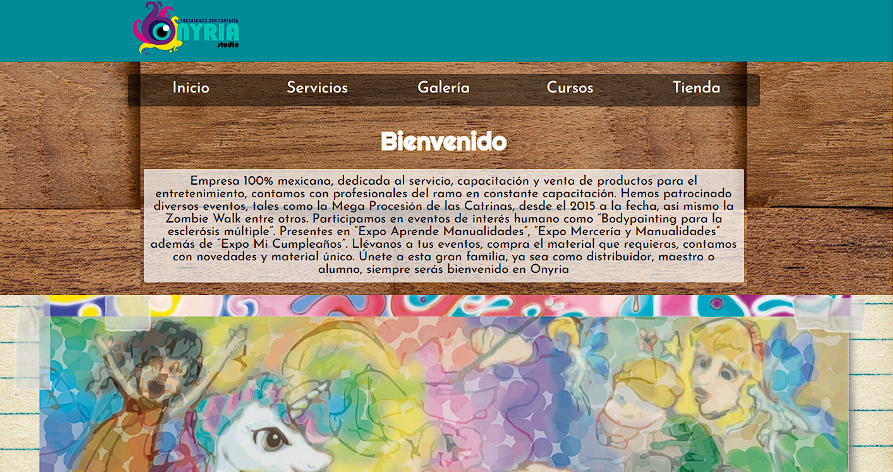 TRABAJAMOS CON FANTASÍA
ONYRIA
studio
Inicio Servicios Galería Cursos Tienda
Bienvenido
Empresa 100% mexicana, dedicada al servicio, capacitación y venta de productos para el
entretenimiento, contamos con profesionales del ramo en constante capacitación. Hemos patrocinado
diversos eventos, tales como la Mega Procesión de las Catrinas, desde el 2015 a la fecha, así mismo la
Zombie Walk entre otros. Participamos en eventos de interés humano como "Bodypainting para la
esclerósis múltiple". Presentes en "Expo Aprende Manualidades", "Expo Mercería y Manualidades"
además de "Expo Mi Cumpleaños". Llévanos a tus eventos, compra el material que requieras, contamos
con novedades y material único. Únete a esta gran familia, ya sea como distribuidor, maestro o
alumno, siempre serás bienvenido en Onyria